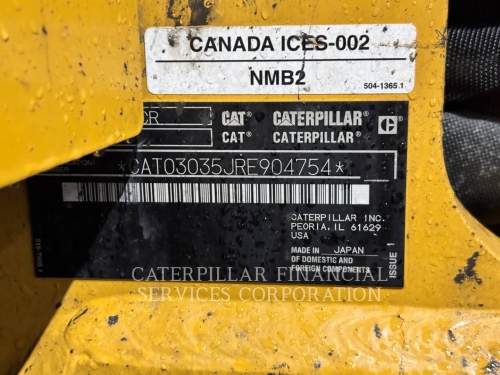 CANADA ICES-002
NMB2
504-1365 1
CR CAT CATERPILLAR
CAT CATERPILLAR
*CAT03035JRE904754*
CATERPILLAR INC.
PEORIA, IL 61629
USA
MADE IN JAPAN
OF DOMESTIC AND
FOREIGN COMPONENTS
ISSUE 1
CATERPILLAR FINANCIAL
SERVICES CORPORATION